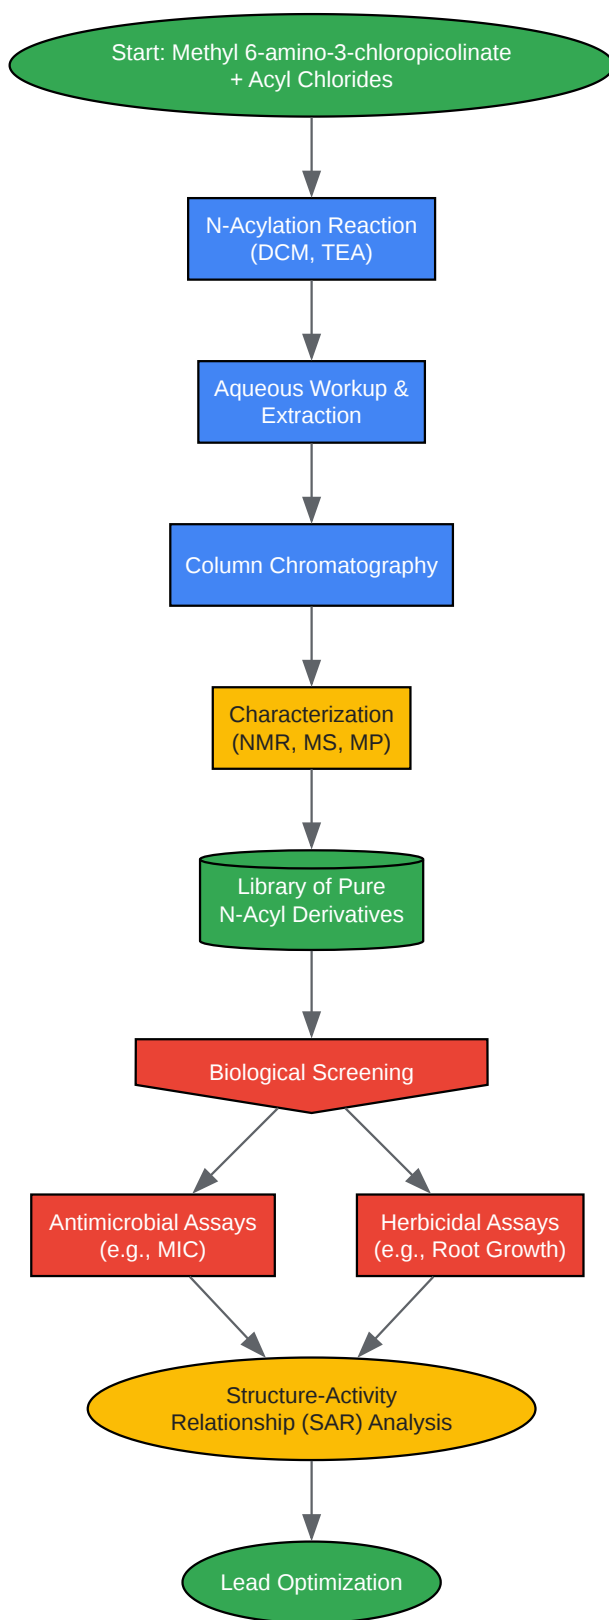 Start: Methyl 6-amino-3-chloropicolinate
+ Acyl Chlorides
N-Acylation Reaction
(DCM, TEA)
Aqueous Workup &
Extraction
Column Chromatography
Characterization
(NMR, MS, MP)
Library of Pure
N-Acyl Derivatives
Biological Screening
Antimicrobial Assays
(e.g., MIC)
Herbicidal Assays
(e.g., Root Growth)
Structure-Activity
Relationship (SAR) Analysis
Lead Optimization